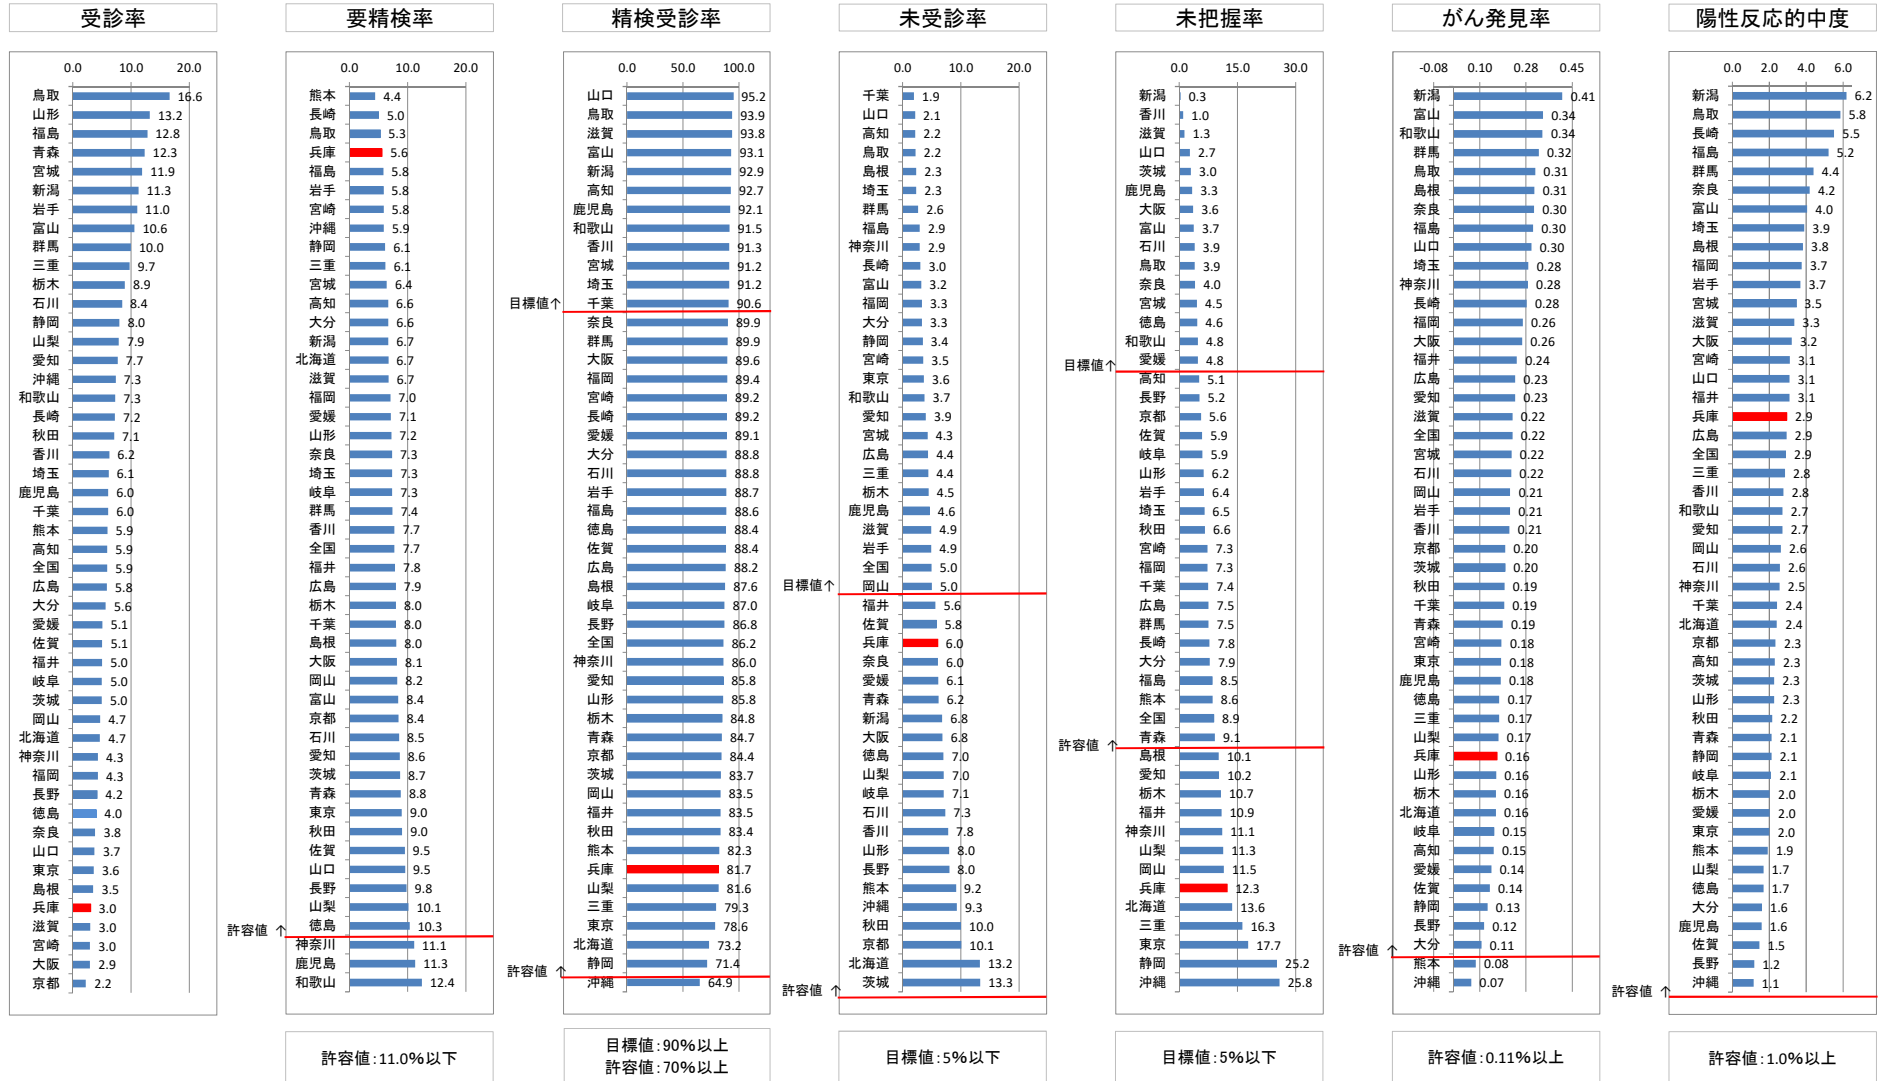 受診率
0.0 10.0 20.0
鳥取 16.6
山形 13.2
福島 12.8
青森 12.3
宮城 11.9
新潟 11.3
岩手 11.0
富山 10.6
群馬 10.0
三重 9.7
栃木 8.9
石川 8.4
静岡 8.0
山梨 7.9
愛知 7.7
沖縄 7.3
和歌山 7.3
長崎 7.2
秋田 7.1
香川 6.2
埼玉 6.1
鹿児島 6.0
千葉 6.0
熊本 5.9
高知 5.9
全国 5.9
広島 5.8
大分 5.6
愛媛 5.1
佐賀 5.1
福井 5.0
岐阜 5.0
茨城 5.0
岡山 4.7
北海道 4.7
神奈川 4.3
福岡 4.3
長野 4.2
徳島 4.0
奈良 3.8
山口 3.7
東京 3.6
島根 3.5
兵庫 3.0
滋賀 3.0
宮崎 3.0
大阪 2.9
京都 2.2
要精検率
0.0 10.0 20.0
熊本 4.4
長崎 5.0
鳥取 5.3
兵庫 5.6
福島 5.8
岩手 5.8
宮崎 5.8
沖縄 5.9
静岡 6.1
三重 6.1
宮城 6.4
高知 6.6
大分 6.6
新潟 6.7
北海道 6.7
滋賀 6.7
福岡 7.0
愛媛 7.1
山形 7.2
奈良 7.3
埼玉 7.3
岐阜 7.3
群馬 7.4
香川 7.7
全国 7.7
福井 7.8
広島 7.9
栃木 8.0
千葉 8.0
島根 8.0
大阪 8.1
岡山 8.2
富山 8.4
京都 8.4
石川 8.5
愛知 8.6
茨城 8.7
青森 8.8
東京 9.0
秋田 9.0
佐賀 9.5
山口 9.5
長野 9.8
山梨 10.1
徳島 10.3
許容値 ↑
神奈川 11.1
鹿児島 11.3
和歌山 12.4
許容値:11.0%以下
精検受診率
0.0 50.0 100.0
山口 95.2
鳥取 93.9
滋賀 93.8
富山 93.1
新潟 92.9
高知 92.7
鹿児島 92.1
和歌山 91.5
香川 91.3
宮城 91.2
埼玉 91.2
千葉 90.6
目標値↑
奈良 89.9
群馬 89.9
大阪 89.6
福岡 89.4
宮崎 89.2
長崎 89.2
愛媛 89.1
大分 88.8
石川 88.8
岩手 88.7
福島 88.6
徳島 88.4
佐賀 88.4
広島 88.2
島根 87.6
岐阜 87.0
長野 86.8
全国 86.2
神奈川 86.0
愛知 85.8
山形 85.8
栃木 84.8
青森 84.7
京都 84.4
茨城 83.7
岡山 83.5
福井 83.5
秋田 83.4
熊本 82.3
兵庫 81.7
山梨 81.6
三重 79.3
東京 78.6
北海道 73.2
静岡 71.4
許容値 ↑
沖縄 64.9
目標値:90%以上
許容値:70%以上
未受診率
0.0 10.0 20.0
千葉 1.9
山口 2.1
高知 2.2
鳥取 2.2
島根 2.3
埼玉 2.3
群馬 2.6
福島 2.9
神奈川 2.9
長崎 3.0
富山 3.2
福岡 3.3
大分 3.3
静岡 3.4
宮崎 3.5
東京 3.6
和歌山 3.7
愛知 3.9
宮城 4.3
広島 4.4
三重 4.4
栃木 4.5
鹿児島 4.6
滋賀 4.9
岩手 4.9
全国 5.0
岡山 5.0
目標値↑
福井 5.6
佐賀 5.8
兵庫 6.0
奈良 6.0
愛媛 6.1
青森 6.2
新潟 6.8
大阪 6.8
徳島 7.0
山梨 7.0
岐阜 7.1
石川 7.3
香川 7.8
山形 8.0
長野 8.0
熊本 9.2
沖縄 9.3
秋田 10.0
京都 10.1
北海道 13.2
茨城 13.3
許容値 ↑
目標値:5%以下
未把握率
0.0 15.0 30.0
新潟 0.3
香川 1.0
滋賀 1.3
山口 2.7
茨城 3.0
鹿児島 3.3
大阪 3.6
富山 3.7
石川 3.9
鳥取 3.9
奈良 4.0
宮城 4.5
徳島 4.6
和歌山 4.8
愛媛 4.8
目標値↑
高知 5.1
長野 5.2
京都 5.6
佐賀 5.9
岐阜 5.9
山形 6.2
岩手 6.4
埼玉 6.5
秋田 6.6
宮崎 7.3
福岡 7.3
千葉 7.4
広島 7.5
群馬 7.5
長崎 7.8
大分 7.9
福島 8.5
熊本 8.6
全国 8.9
青森 9.1
許容値 ↑
島根 10.1
愛知 10.2
栃木 10.7
福井 10.9
神奈川 11.1
山梨 11.3
岡山 11.5
兵庫 12.3
北海道 13.6
三重 16.3
東京 17.7
静岡 25.2
沖縄 25.8
目標値:5%以下
がん発見率
-0.08 0.10 0.28 0.45
新潟 0.41
富山 0.34
和歌山 0.34
群馬 0.32
鳥取 0.31
島根 0.31
奈良 0.30
福島 0.30
山口 0.30
埼玉 0.28
神奈川 0.28
長崎 0.28
福岡 0.26
大阪 0.26
福井 0.24
広島 0.23
愛知 0.23
滋賀 0.22
全国 0.22
宮城 0.22
石川 0.22
岡山 0.21
岩手 0.21
香川 0.21
京都 0.20
茨城 0.20
秋田 0.19
千葉 0.19
青森 0.19
宮崎 0.18
東京 0.18
鹿児島 0.18
徳島 0.17
三重 0.17
山梨 0.17
兵庫 0.16
山形 0.16
栃木 0.16
北海道 0.16
岐阜 0.15
高知 0.15
愛媛 0.14
佐賀 0.14
静岡 0.13
長野 0.12
大分 0.11
許容値 ↑
熊本 0.08
沖縄 0.07
許容値:0.11%以上
陽性反応的中度
0.0 2.0 4.0 6.0
新潟 6.2
鳥取 5.8
長崎 5.5
福島 5.2
群馬 4.4
奈良 4.2
富山 4.0
埼玉 3.9
島根 3.8
福岡 3.7
岩手 3.7
宮城 3.5
滋賀 3.3
大阪 3.2
宮崎 3.1
山口 3.1
福井 3.1
兵庫 2.9
広島 2.9
全国 2.9
三重 2.8
香川 2.8
和歌山 2.7
愛知 2.7
岡山 2.6
石川 2.6
神奈川 2.5
千葉 2.4
北海道 2.4
京都 2.3
高知 2.3
茨城 2.3
山形 2.3
秋田 2.2
青森 2.1
静岡 2.1
岐阜 2.1
栃木 2.0
愛媛 2.0
東京 2.0
熊本 1.9
山梨 1.7
徳島 1.7
大分 1.6
鹿児島 1.6
佐賀 1.5
長野 1.2
沖縄 1.1
許容値 ↑
許容値:1.0%以上